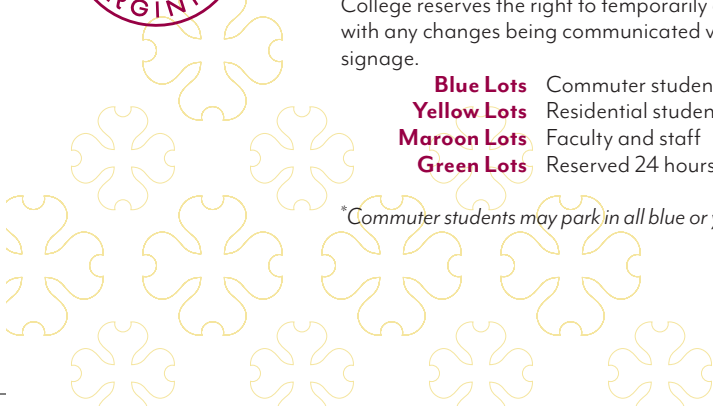 College reserves the right to temporarily
with any changes being communicated
signage.
Blue Lots Commuter studen
Yellow Lots Residential studen
Maroon Lots Faculty and staff
Green Lots Reserved 24 hours
*Commuter students may park in all blue or